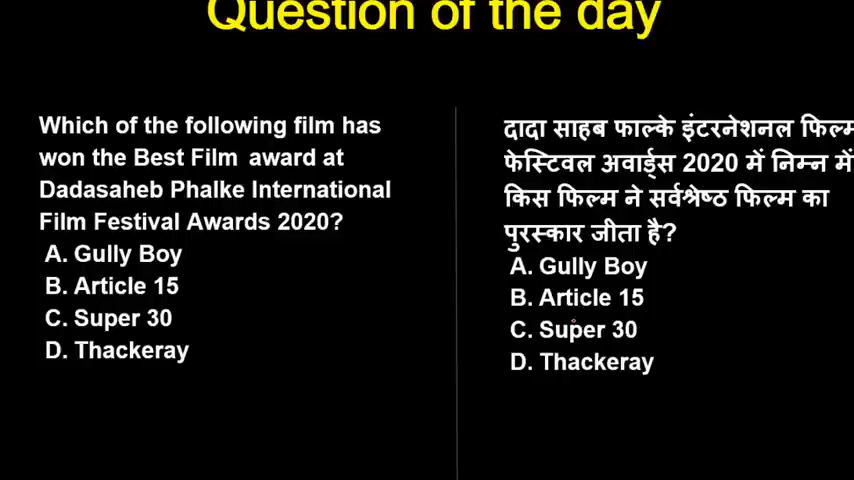 Question of the day
Which of the following film has
won the Best Film award at
Dadasaheb Phalke International
Film Festival Awards 2020?
A. Gully Boy
B. Article 15
C. Super 30
D. Thackeray
दादा साहब फाल्के इंटरनेशनल फिल्म
फेस्टिवल अवार्ड्स 2020 में निम्न में
किस फिल्म ने सर्वश्रेष्ठ फिल्म का
पुरस्कार जीता है?
A. Gully Boy
B. Article 15
C. Super 30
D. Thackeray